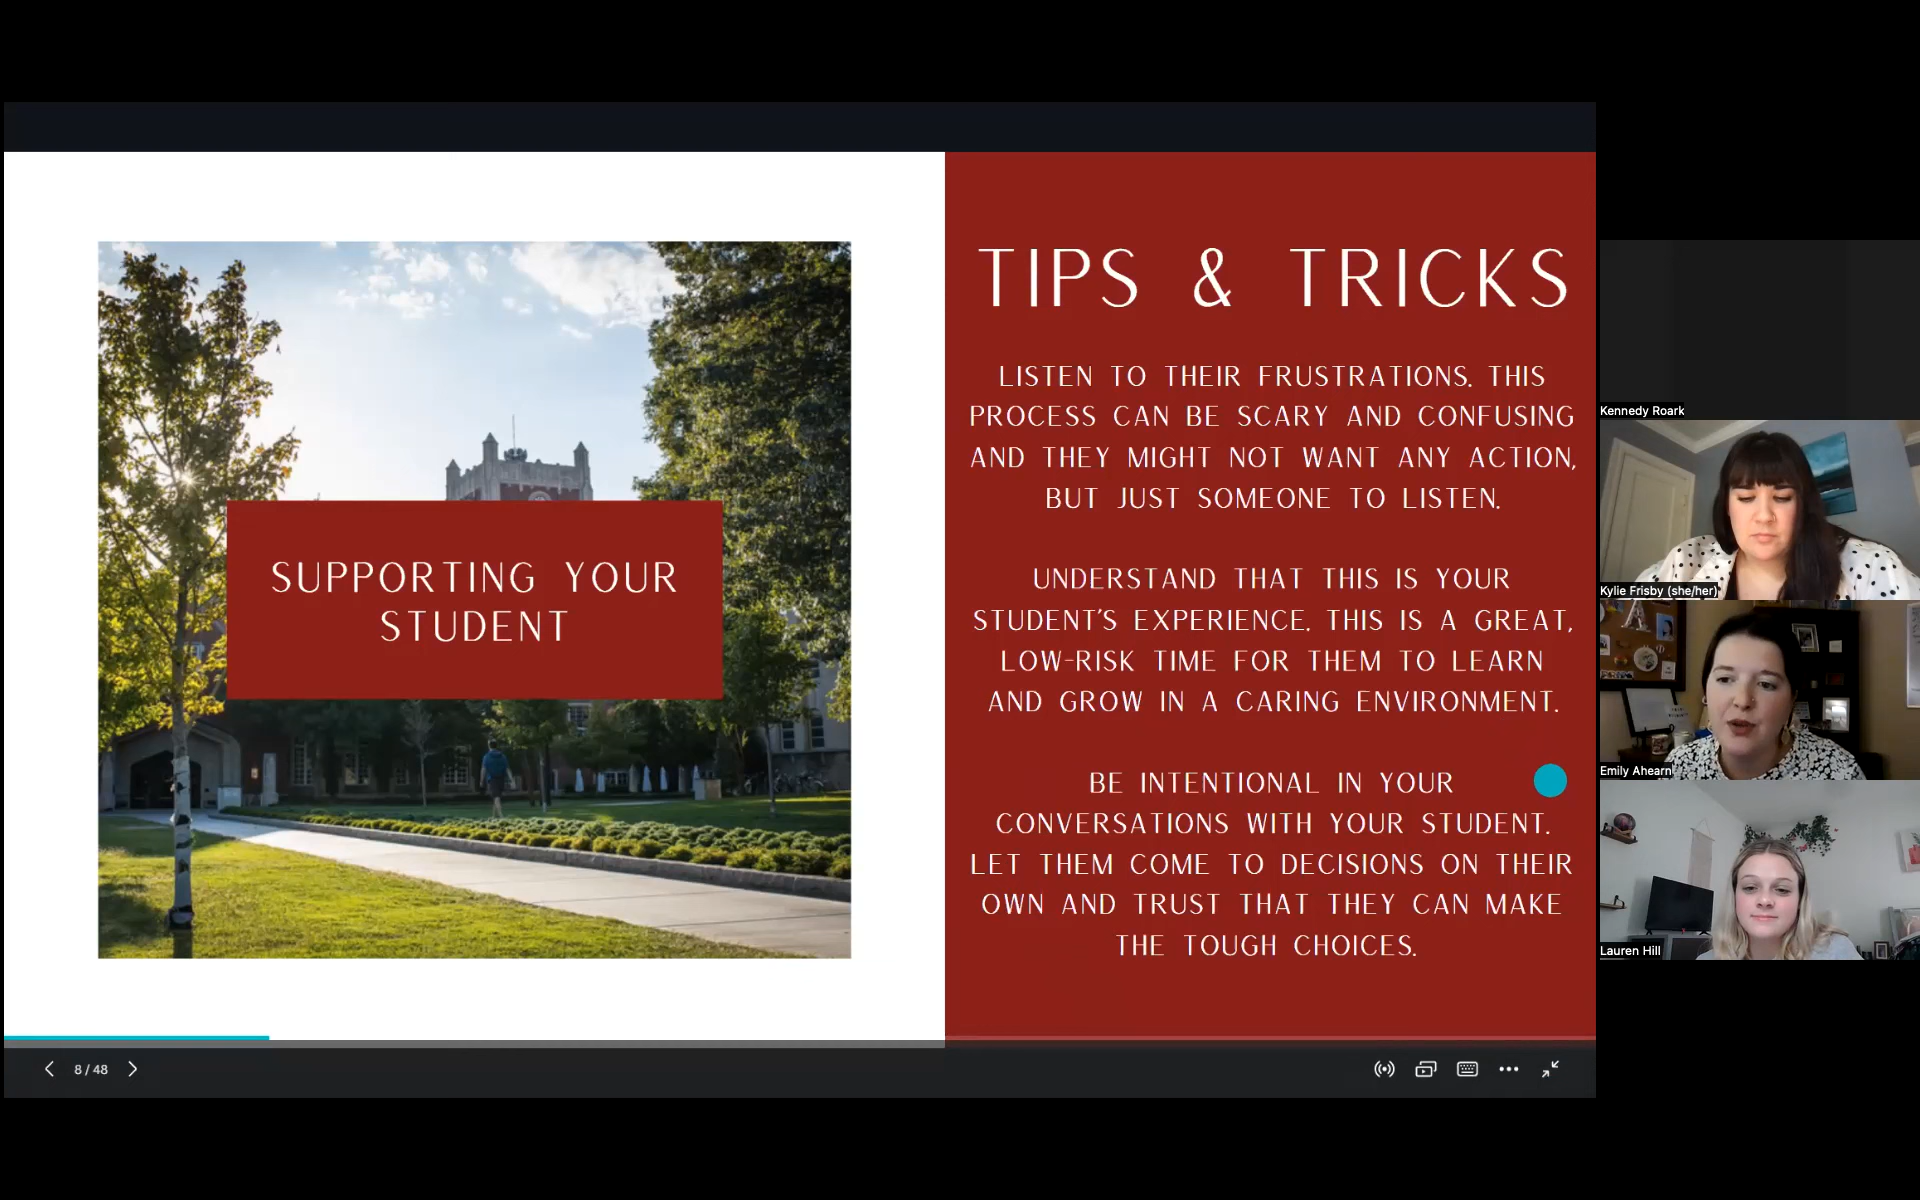 SUPPORTING YOUR
STUDENT
TIPS & TRICKS
LISTEN TO THEIR FRUSTRATIONS. THIS
PROCESS CAN BE SCARY AND CONFUSING
AND THEY MIGHT NOT WANT ANY ACTION,
BUT JUST SOMEONE TO LISTEN.
UNDERSTAND THAT THIS IS YOUR
STUDENT'S EXPERIENCE. THIS IS A GREAT,
LOW-RISK TIME FOR THEM TO LEARN
AND GROW IN A CARING ENVIRONMENT.
BE INTENTIONAL IN YOUR
CONVERSATIONS WITH YOUR STUDENT.
LET THEM COME TO DECISIONS ON THEIR
OWN AND TRUST THAT THEY CAN MAKE
THE TOUGH CHOICES.
8 / 48
Kennedy Roark
Kylie Frisby (she/her)
Emily Ahearn
Lauren Hill